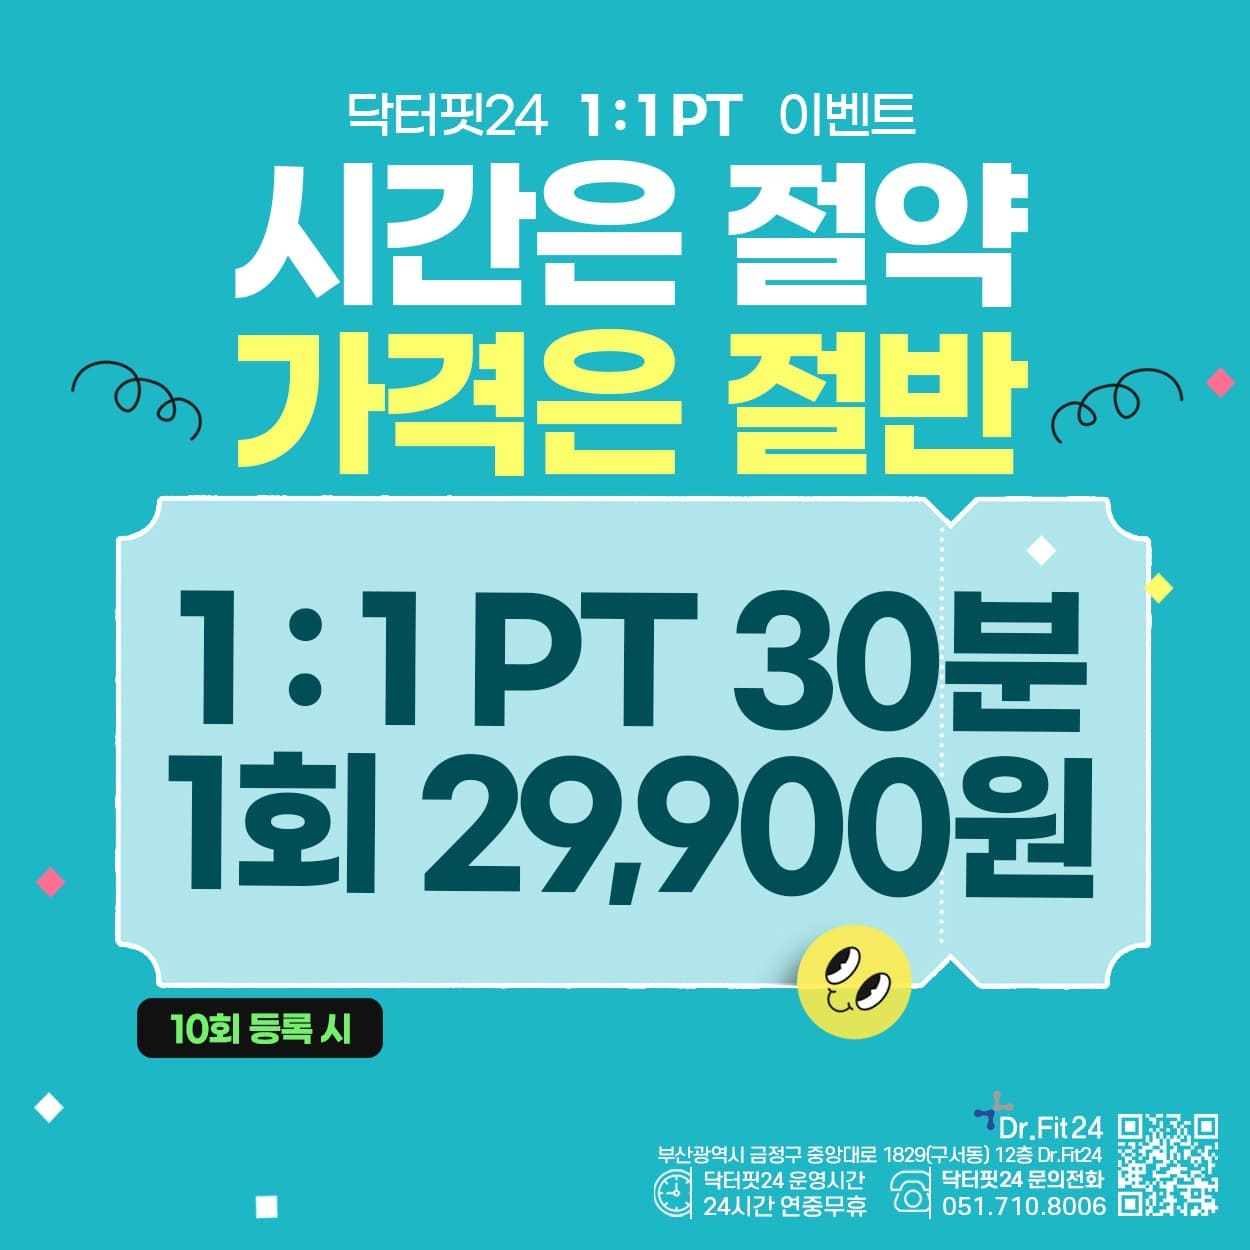 닥터핏24 1:1 PT 이벤트
시간은 절약
가격은 절반
1:1 PT 30분
1회 29,900원
10회 등록 시
Dr.Fit24
부산광역시 금정구 중앙대로 1829(구서동) 12층 Dr.Fit24
닥터핏24 운영시간
24시간 연중무휴
닥터핏24 문의전화
051.710.8006